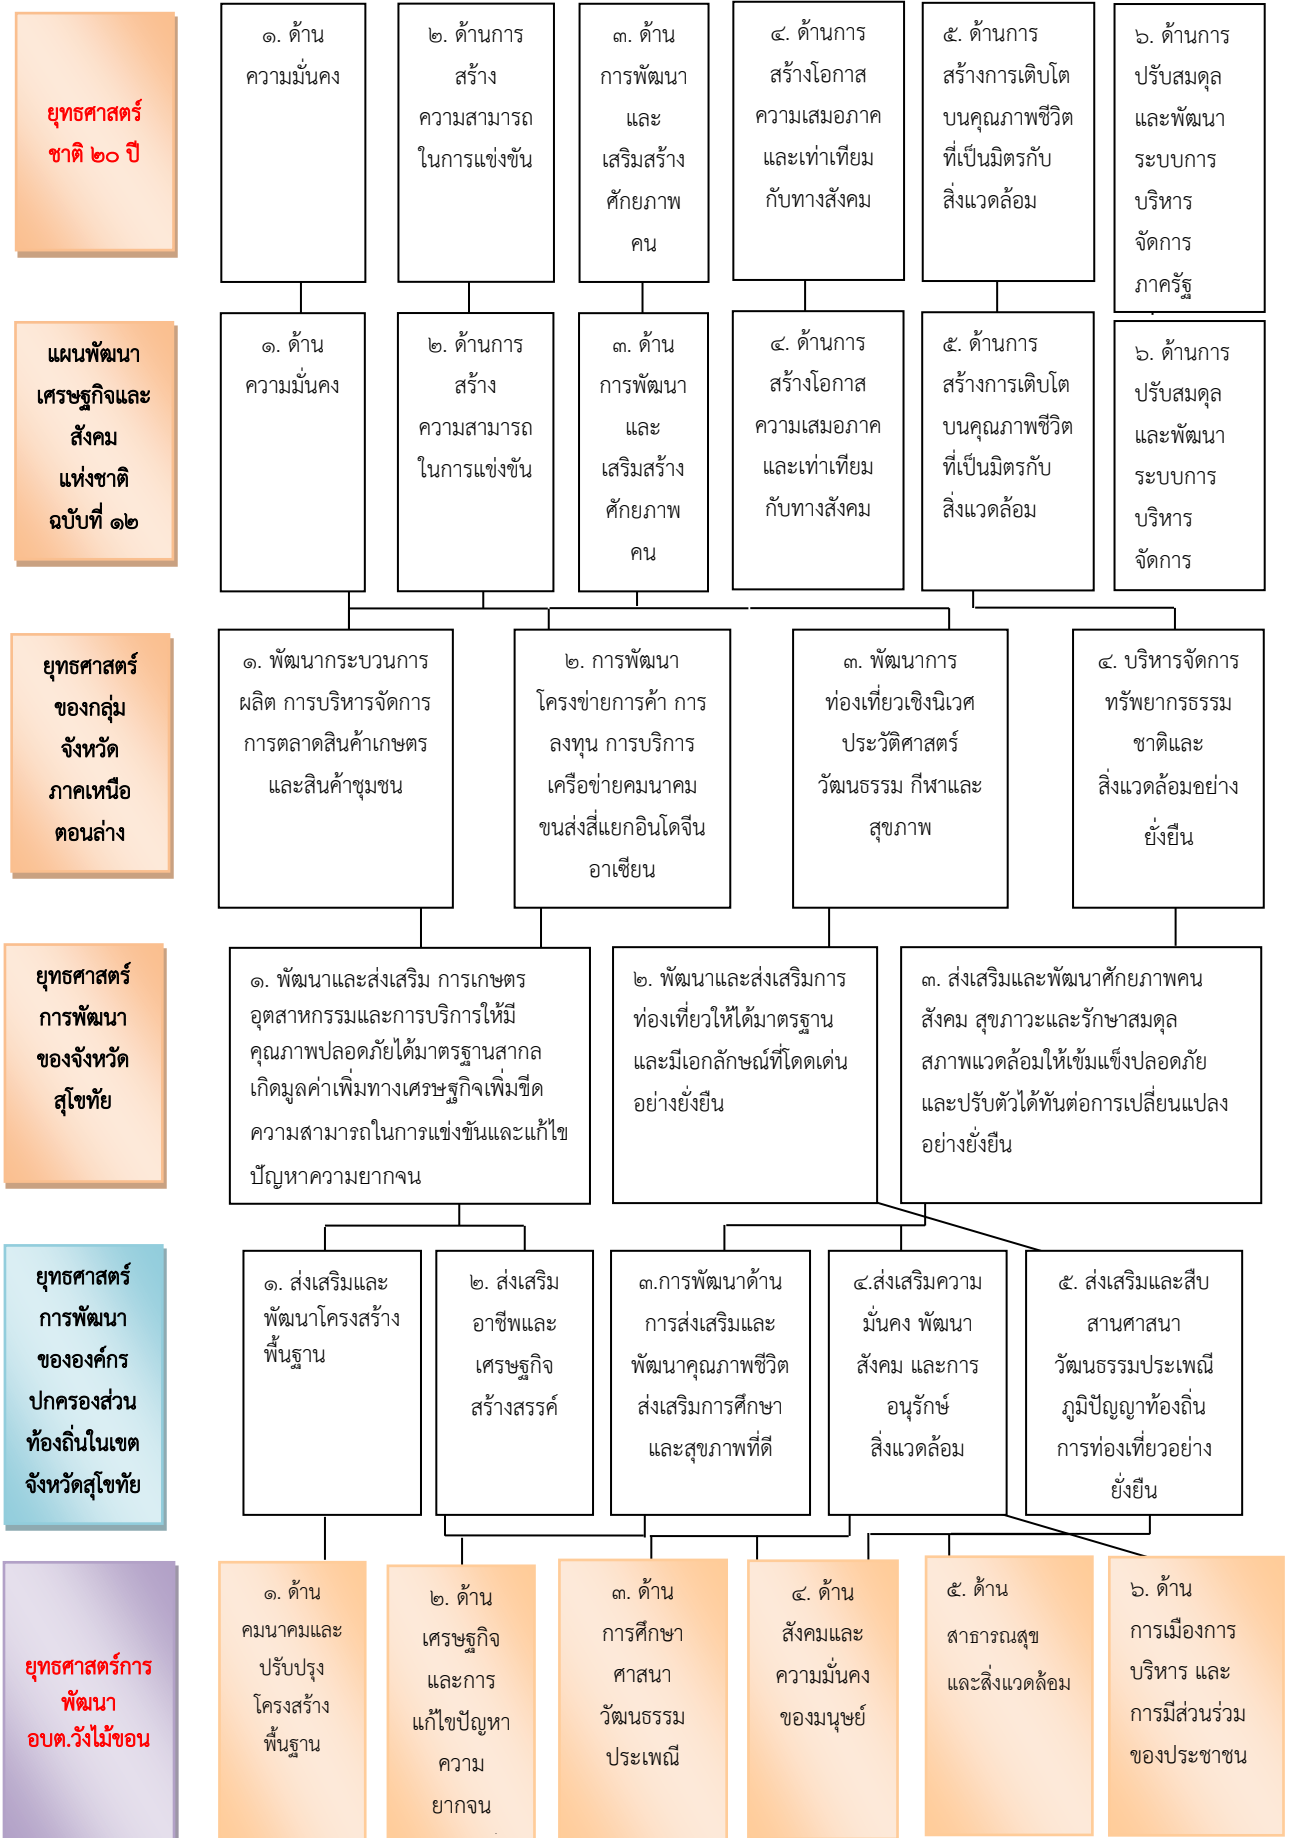 ยุทธศาสตร์
ชาติ ๒๐ ปี
๑. ด้าน
ความมั่นคง
๒. ด้านการ
สร้าง
ความสามารถ
ในการแข่งขัน
๓. ด้าน
การพัฒนา
และ
เสริมสร้าง
ศักยภาพ
คน
๔. ด้านการ
สร้างโอกาส
ความเสมอภาค
และเท่าเทียม
กับทางสังคม
๕. ด้านการ
สร้างการเติบโต
บนคุณภาพชีวิต
ที่เป็นมิตรกับ
สิ่งแวดล้อม
๖. ด้านการ
ปรับสมดุล
และพัฒนา
ระบบการ
บริหาร
จัดการ
ภาครัฐ
แผนพัฒนา
เศรษฐกิจและ
สังคม
แห่งชาติ
ฉบับที่ ๑๒
๑. ด้าน
ความมั่นคง
๒. ด้านการ
สร้าง
ความสามารถ
ในการแข่งขัน
๓. ด้าน
การพัฒนา
และ
เสริมสร้าง
ศักยภาพ
คน
๔. ด้านการ
สร้างโอกาส
ความเสมอภาค
และเท่าเทียม
กับทางสังคม
๕. ด้านการ
สร้างการเติบโต
บนคุณภาพชีวิต
ที่เป็นมิตรกับ
สิ่งแวดล้อม
๖. ด้านการ
ปรับสมดุล
และพัฒนา
ระบบการ
บริหาร
จัดการ
ยุทธศาสตร์
ของกลุ่ม
จังหวัด
ภาคเหนือ
ตอนล่าง
๑. พัฒนากระบวนการ
ผลิต การบริหารจัดการ
การตลาดสินค้าเกษตร
และสินค้าชุมชน
๒. การพัฒนา
โครงข่ายการค้า การ
ลงทุน การบริการ
เครือข่ายคมนาคม
ขนส่งสี่แยกอินโดจีน
อาเซียน
๓. พัฒนาการ
ท่องเที่ยวเชิงนิเวศ
ประวัติศาสตร์
วัฒนธรรม กีฬาและ
สุขภาพ
๔. บริหารจัดการ
ทรัพยากรธรรม
ชาติและ
สิ่งแวดล้อมอย่าง
ยั่งยืน
ยุทธศาสตร์
การพัฒนา
ของจังหวัด
สุโขทัย
๑. พัฒนาและส่งเสริม การเกษตร
อุตสาหกรรมและการบริการให้มี
คุณภาพปลอดภัยได้มาตรฐานสากล
เกิดมูลค่าเพิ่มทางเศรษฐกิจเพิ่มขีด
ความสามารถในการแข่งขันและแก้ไข
ปัญหาความยากจน
๒. พัฒนาและส่งเสริมการ
ท่องเที่ยวให้ได้มาตรฐาน
และมีเอกลักษณ์ที่โดดเด่น
อย่างยั่งยืน
๓. ส่งเสริมและพัฒนาศักยภาพคน
สังคม สุขภาวะและรักษาสมดุล
สภาพแวดล้อมให้เข้มแข็งปลอดภัย
และปรับตัวได้ทันต่อการเปลี่ยนแปลง
อย่างยั่งยืน
ยุทธศาสตร์
การพัฒนา
ขององค์กร
ปกครองส่วน
ท้องถิ่นในเขต
จังหวัดสุโขทัย
๑. ส่งเสริมและ
พัฒนาโครงสร้าง
พื้นฐาน
๒. ส่งเสริม
อาชีพและ
เศรษฐกิจ
สร้างสรรค์
๓.การพัฒนาด้าน
การส่งเสริมและ
พัฒนาคุณภาพชีวิต
ส่งเสริมการศึกษา
และสุขภาพที่ดี
๔.ส่งเสริมความ
มั่นคง พัฒนา
สังคม และการ
อนุรักษ์
สิ่งแวดล้อม
๕. ส่งเสริมและสืบ
สานศาสนา
วัฒนธรรมประเพณี
ภูมิปัญญาท้องถิ่น
การท่องเที่ยวอย่าง
ยั่งยืน
ยุทธศาสตร์การ
พัฒนา
อบต.วังไม้ขอน
๑. ด้าน
คมนาคมและ
ปรับปรุง
โครงสร้าง
พื้นฐาน
๒. ด้าน
เศรษฐกิจ
และการ
แก้ไขปัญหา
ความ
ยากจน
๓. ด้าน
การศึกษา
ศาสนา
วัฒนธรรม
ประเพณี
๔. ด้าน
สังคมและ
ความมั่นคง
ของมนุษย์
๕. ด้าน
สาธารณสุข
และสิ่งแวดล้อม
๖. ด้าน
การเมืองการ
บริหาร และ
การมีส่วนร่วม
ของประชาชน